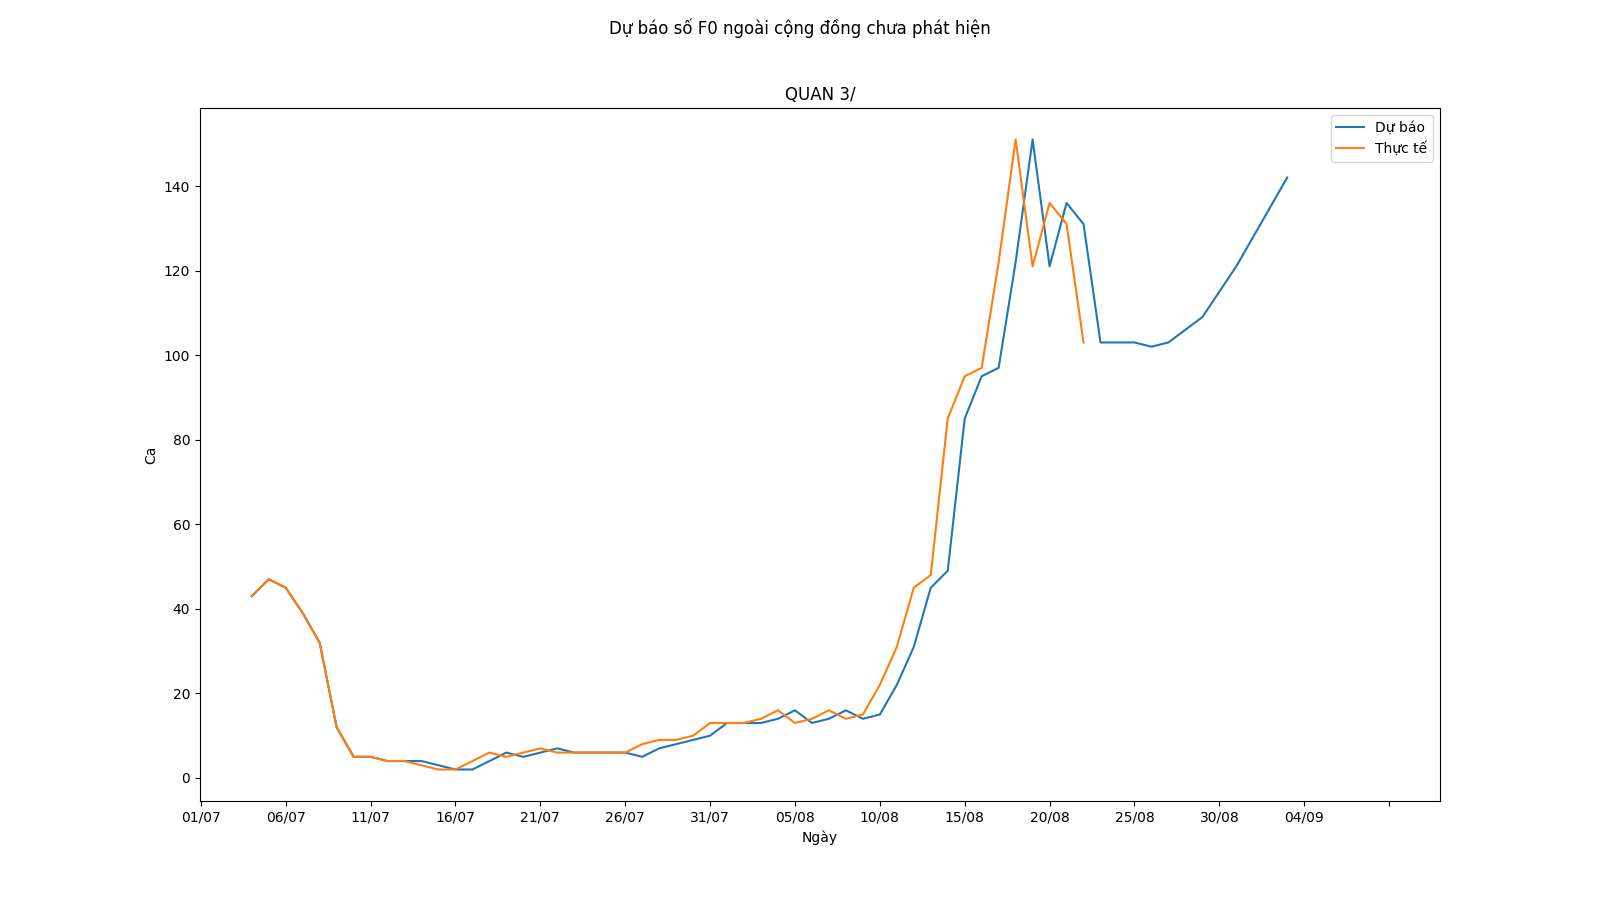 Dự báo số F0 ngoài cộng đồng chưa phát hiện
QUAN 3/
Dự báo
Thực tế
140
120
100
80
60
40
20
0
Ca
01/07 06/07 11/07 16/07 21/07 26/07 31/07 05/08 10/08 15/08 20/08 25/08 30/08 04/09
Ngày